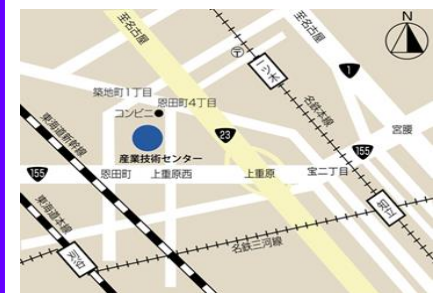 N
至名古屋
至名古屋
一ツ木
1
築地町1丁目
恩田町4丁目
コンビニ
名鉄本線
東海道新幹線
23
宮腰
155
産業技術センター
155
恩田町
上重原西
上重原
宝二丁目
東海道本線
知立
名鉄三河線
刈谷